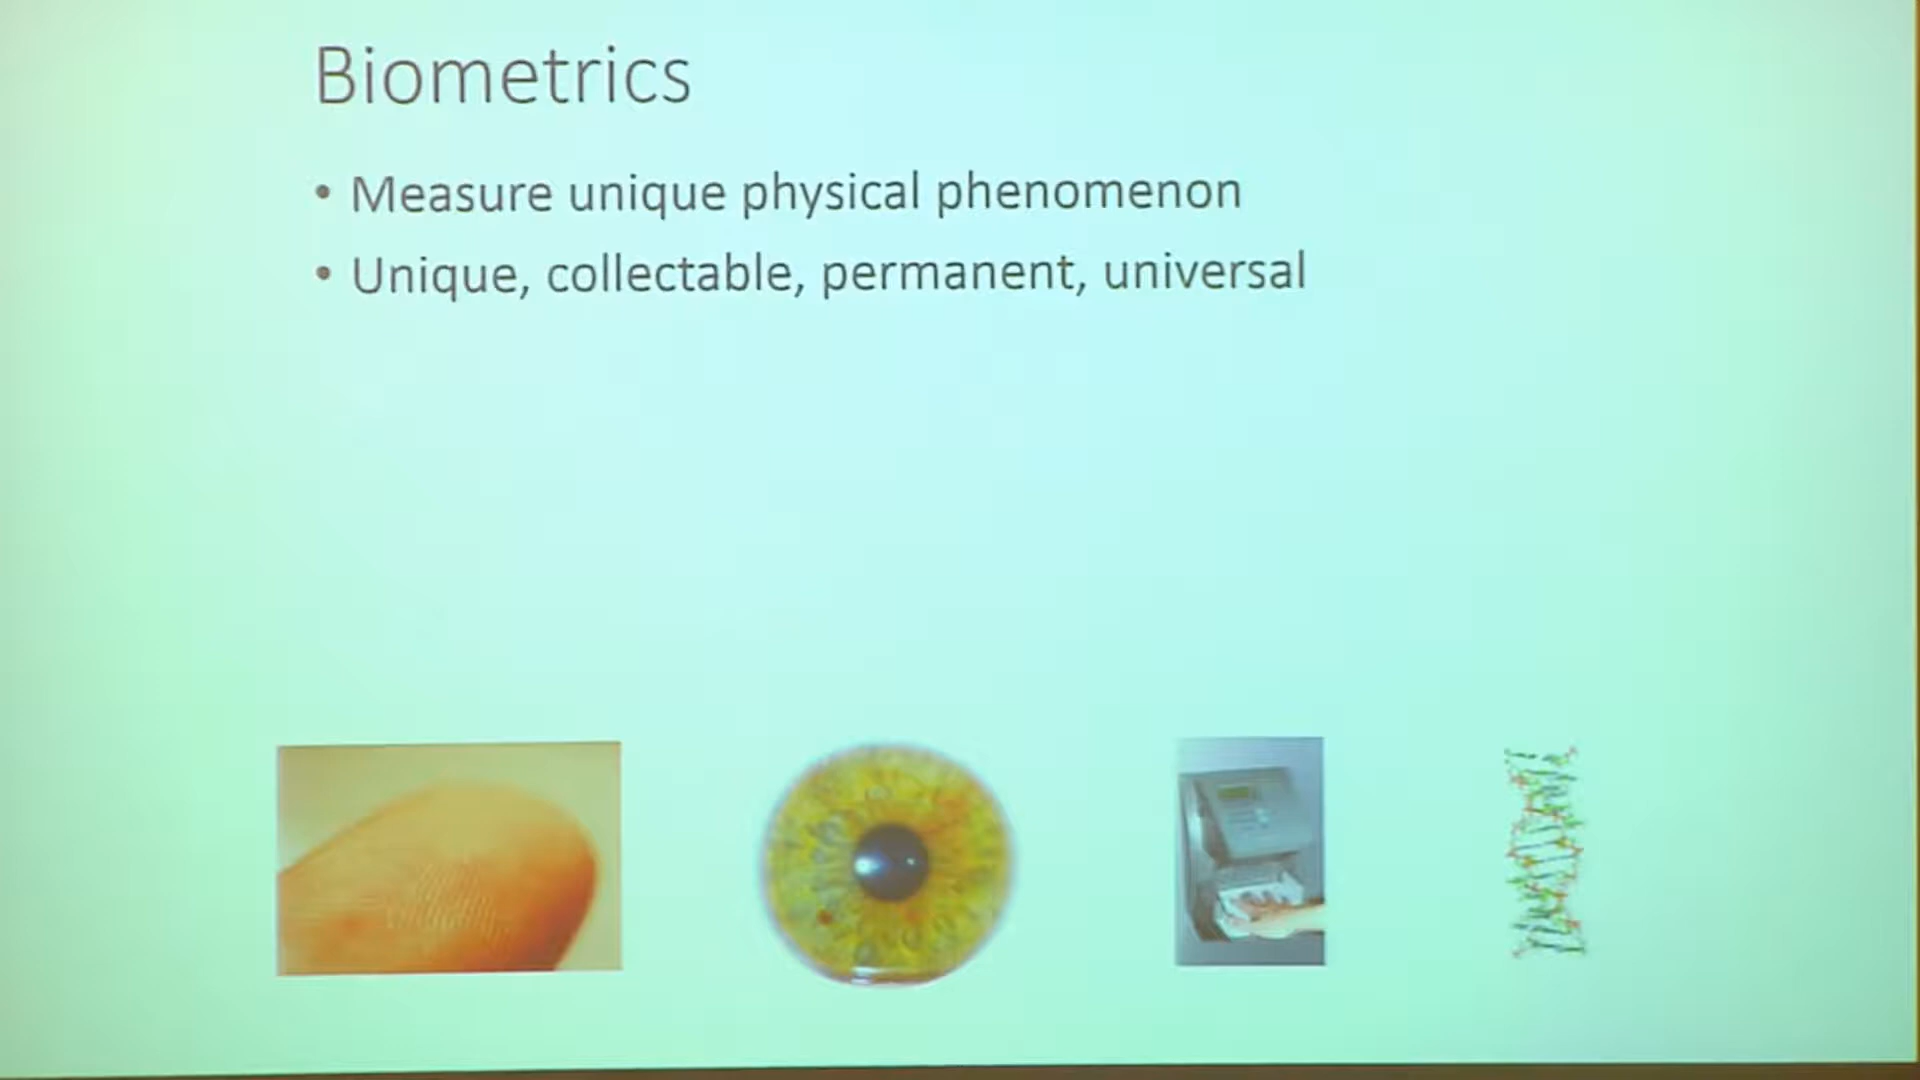 Biometrics
• Measure unique physical phenomenon
• Unique, collectable, permanent, universal